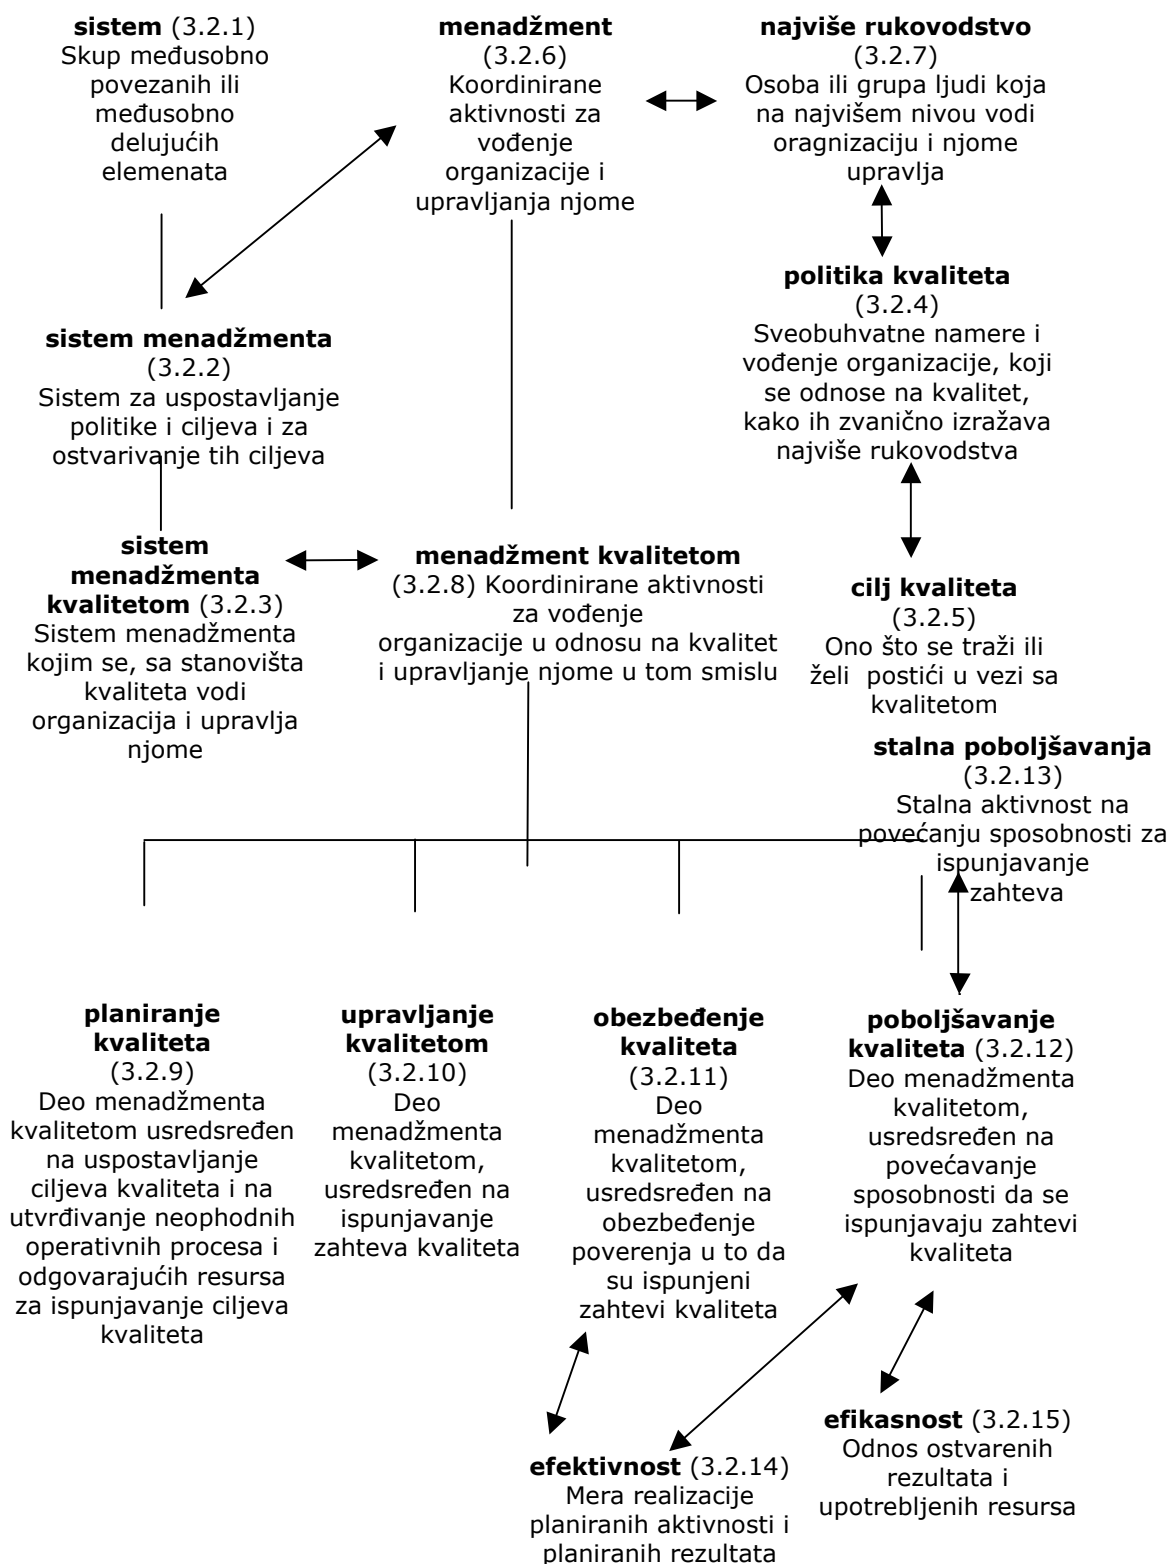 sistem (3.2.1)
Skup međusobno
povezanih ili
međusobno
delujućih
elemenata
menadžment
(3.2.6)
Koordinirane
aktivnosti za
vođenje
organizacije i
upravljanja njome
najviše rukovodstvo
(3.2.7)
Osoba ili grupa ljudi koja
na najvišem nivou vodi
oragnizaciju i njome
upravlja
politika kvaliteta
(3.2.4)
Sveobuhvatne namere i
vođenje organizacije, koji
se odnose na kvalitet,
kako ih zvanično izražava
najviše rukovodstva
sistem menadžmenta
(3.2.2)
Sistem za uspostavljanje
politike i ciljeva i za
ostvarivanje tih ciljeva
sistem
menadžmenta
kvalitetom (3.2.3)
Sistem menadžmenta
kojim se, sa stanovišta
kvaliteta vodi
organizacija i upravlja
njome
menadžment kvalitetom
(3.2.8) Koordinirane aktivnosti
za vođenje
organizacije u odnosu na kvalitet
i upravljanje njome u tom smislu
cilj kvaliteta
(3.2.5)
Ono što se traži ili
želi postići u vezi sa
kvalitetom
stalna poboljšavanja
(3.2.13)
Stalna aktivnost na
povećanju sposobnosti za
ispunjavanje
zahteva
planiranje
kvaliteta
(3.2.9)
Deo menadžmenta
kvalitetom usredsređen
na uspostavljanje
ciljeva kvaliteta i na
utvrđivanje neophodnih
operativnih procesa i
odgovarajućih resursa
za ispunjavanje ciljeva
kvaliteta
upravljanje
kvalitetom
(3.2.10)
Deo
menadžmenta
kvalitetom,
usredsređen na
ispunjavanje
zahteva kvaliteta
obezbeđenje
kvaliteta
(3.2.11)
Deo
menadžmenta
kvalitetom,
usredsređen na
obezbeđenje
poverenja u to da
su ispunjeni
zahtevi kvaliteta
poboljšavanje
kvaliteta (3.2.12)
Deo menadžmenta
kvalitetom,
usredsređen na
povećavanje
sposobnosti da se
ispunjavaju zahtevi
kvaliteta
efektivnost (3.2.14)
Mera realizacije
planiranih aktivnosti i
planiranih rezultata
efikasnost (3.2.15)
Odnos ostvarenih
rezultata i
upotrebljenih resursa